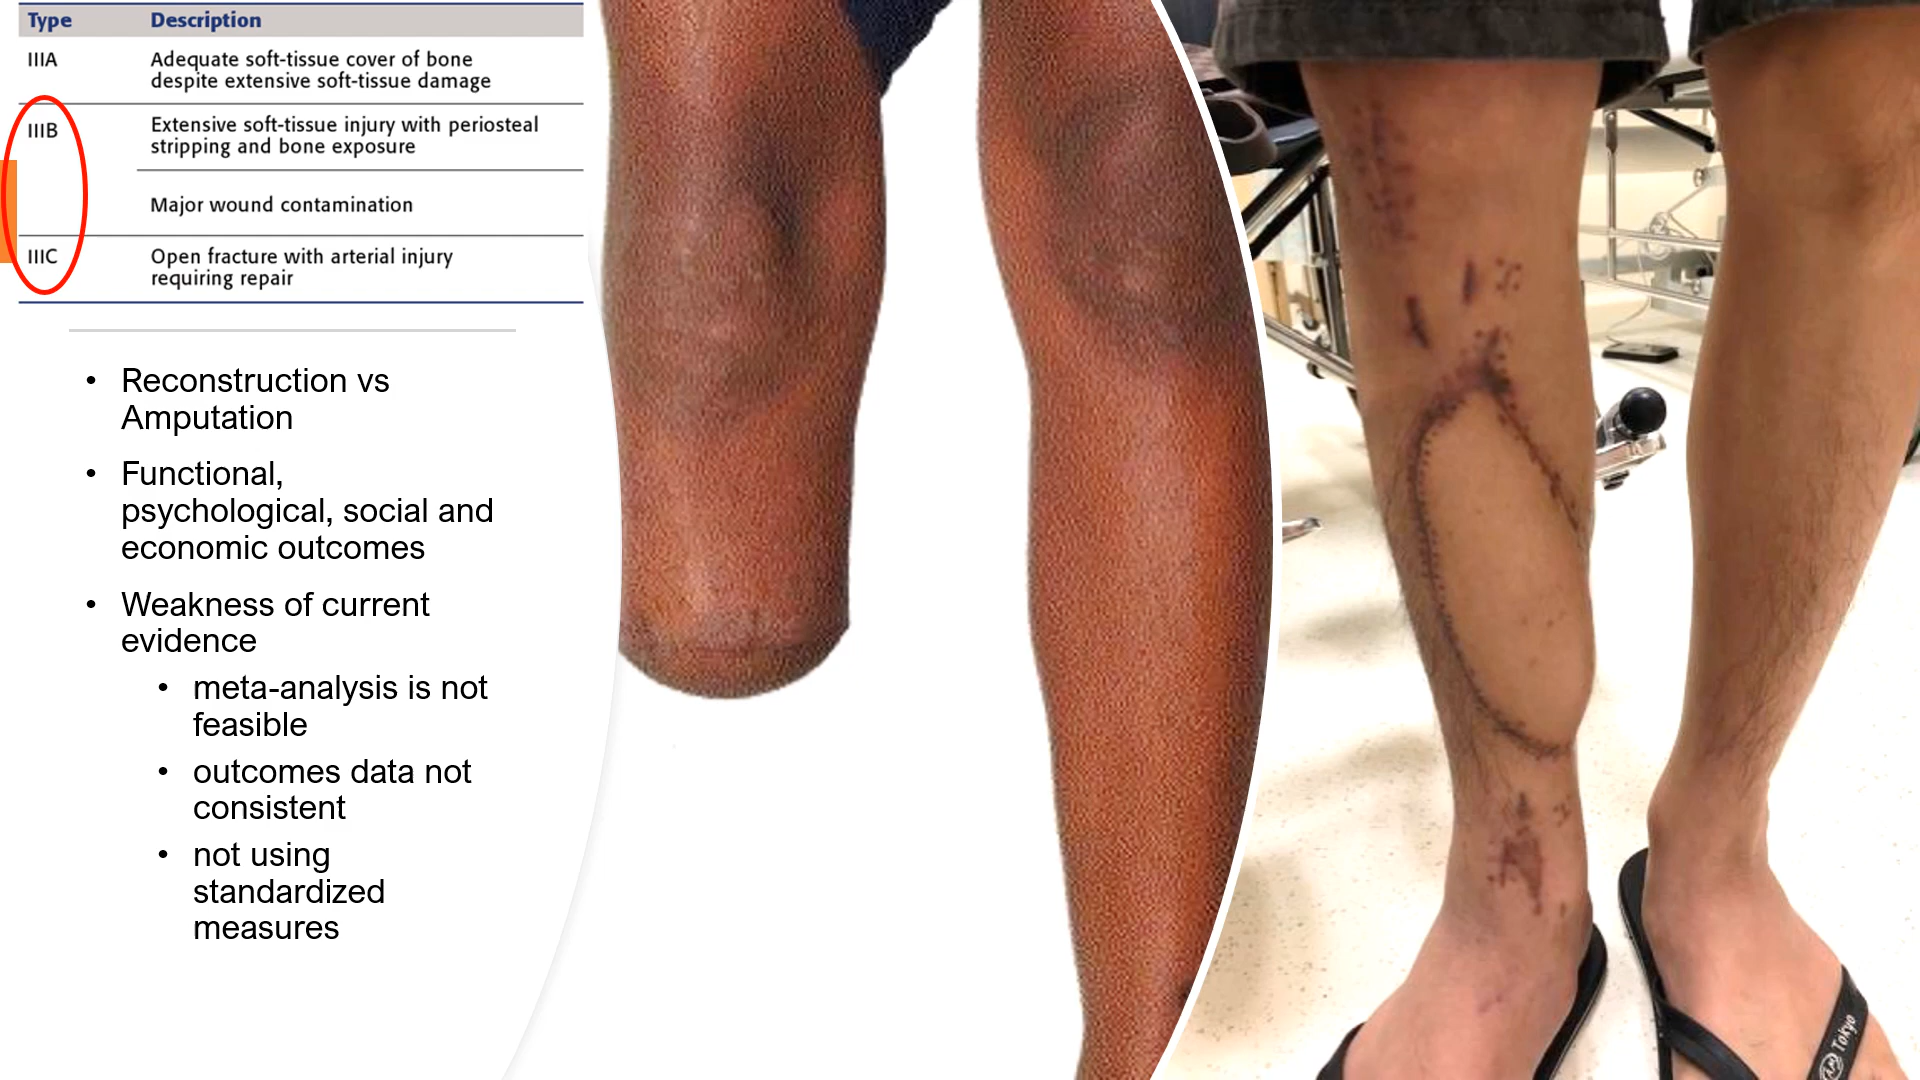 Type Description
IIIA Adequate soft-tissue cover of bone
despite extensive soft-tissue damage
IIIB Extensive soft-tissue injury with periosteal
stripping and bone exposure
Major wound contamination
IIIC Open fracture with arterial injury
requiring repair
• Reconstruction vs
Amputation
• Functional,
psychological, social and
economic outcomes
• Weakness of current
evidence
• meta-analysis is not
feasible
• outcomes data not
consistent
• not using
standardized
measures
Tokyo